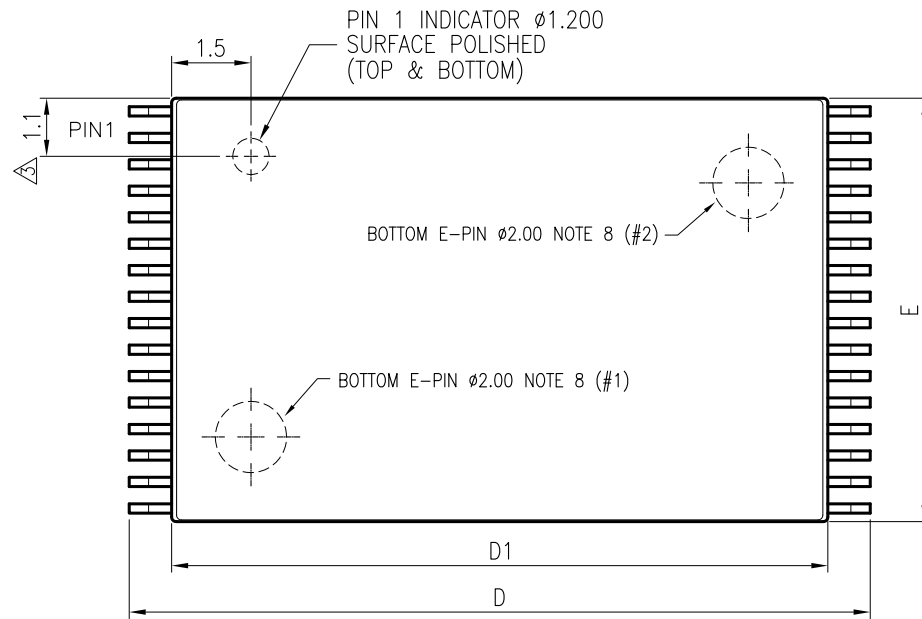 PIN 1 INDICATOR ø1.200
SURFACE POLISHED
(TOP & BOTTOM)
1.5
1.1
PIN1
3
BOTTOM E-PIN ø2.00 NOTE 8 (#2)
E
BOTTOM E-PIN ø2.00 NOTE 8 (#1)
D1
D